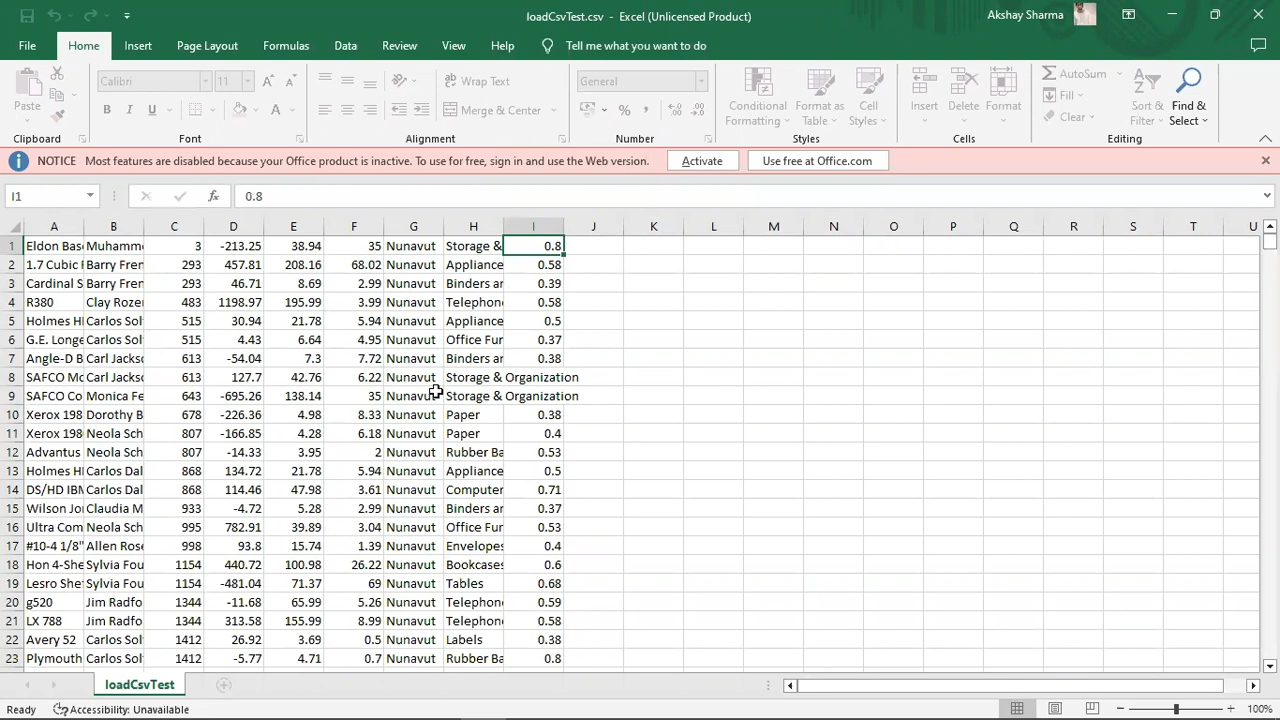 loadCsvTest.csv - Excel (Unlicensed Product)
Akshay Sharma
File Home Insert Page Layout Formulas Data Review View Help Tell me what you want to do
Paste
Clipboard
Calibri 11
B I U A
Font
Wrap Text
Merge & Center
Alignment
General
Number
Conditional Formatting
Format as Table
Cell Styles
Styles
Insert Delete Format
Cells
AutoSum
Fill
Clear
Sort & Filter
Find & Select
Editing
NOTICE Most features are disabled because your Office product is inactive. To use for free, sign in and use the Web version. Activate Use free at Office.com
I1 fx 0.8
A B C D E F G H I J K L M N O P Q R S T U
1 Eldon Bas Muhamm 3 -213.25 38.94 35 Nunavut Storage & 0.8
2 1.7 Cubic Barry Fren 293 457.81 208.16 68.02 Nunavut Appliance 0.58
3 Cardinal S Barry Fren 293 46.71 8.69 2.99 Nunavut Binders ar 0.39
4 R380 Clay Rozer 483 1198.97 195.99 3.99 Nunavut Telephon 0.58
5 Holmes H Carlos Sol 515 30.94 21.78 5.94 Nunavut Appliance 0.5
6 G.E. Longe Carlos Sol 515 4.43 6.64 4.95 Nunavut Office Fur 0.37
7 Angle-D B Carl Jacks 613 -54.04 7.3 7.72 Nunavut Binders ar 0.38
8 SAFCO Mo Carl Jacks 613 127.7 42.76 6.22 Nunavut Storage & Organization
9 SAFCO Co Monica Fe 643 -695.26 138.14 35 Nunavut Storage & Organization
10 Xerox 198 Dorothy B 678 -226.36 4.98 8.33 Nunavut Paper 0.38
11 Xerox 198 Neola Sch 807 -166.85 4.28 6.18 Nunavut Paper 0.4
12 Advantus Neola Sch 807 -14.33 3.95 2 Nunavut Rubber Ba 0.53
13 Holmes H Carlos Dal 868 134.72 21.78 5.94 Nunavut Appliance 0.5
14 DS/HD IBM Carlos Dal 868 114.46 47.98 3.61 Nunavut Computer 0.71
15 Wilson Jo Claudia M 933 -4.72 5.28 2.99 Nunavut Binders ar 0.37
16 Ultra Com Neola Sch 995 782.91 39.89 3.04 Nunavut Office Fur 0.53
17 #10-4 1/8" Allen Rose 998 93.8 15.74 1.39 Nunavut Envelopes 0.4
18 Hon 4-She Sylvia Fou 1154 440.72 100.98 26.22 Nunavut Bookcases 0.6
19 Lesro She Sylvia Fou 1154 -481.04 71.37 69 Nunavut Tables 0.68
20 g520 Jim Radfo 1344 -11.68 65.99 5.26 Nunavut Telephon 0.59
21 LX 788 Jim Radfo 1344 313.58 155.99 8.99 Nunavut Telephon 0.58
22 Avery 52 Carlos Sol 1412 26.92 3.69 0.5 Nunavut Labels 0.38
23 Plymouth Carlos Sol 1412 -5.77 4.71 0.7 Nunavut Rubber Ba 0.8
loadCsvTest
Ready Accessibility: Unavailable 100%